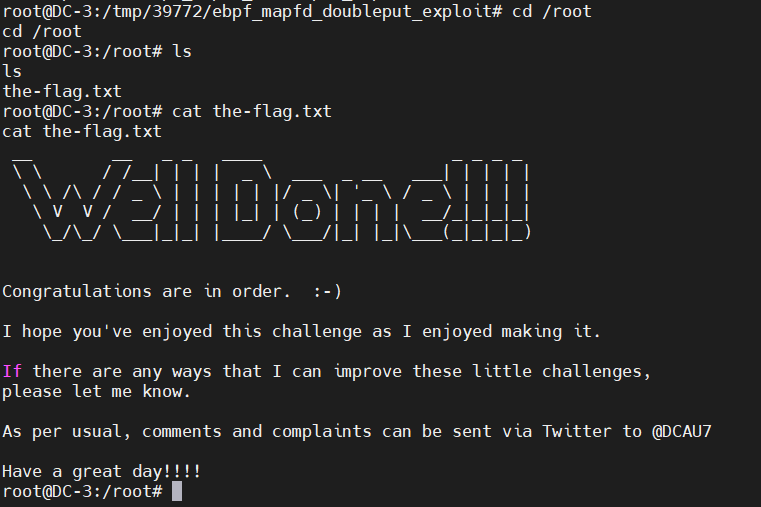 root@DC-3:/tmp/39772/ebpf_mapfd_doubleput_exploit# cd /root
cd /root
root@DC-3:/root# ls
ls
the-flag.txt
root@DC-3:/root# cat the-flag.txt
cat the-flag.txt
Well Done!!!!
Congratulations are in order.  :-)
I hope you've enjoyed this challenge as I enjoyed making it.
If there are any ways that I can improve these little challenges,
please let me know.
As per usual, comments and complaints can be sent via Twitter to @DCAU7
Have a great day!!!!
root@DC-3:/root#